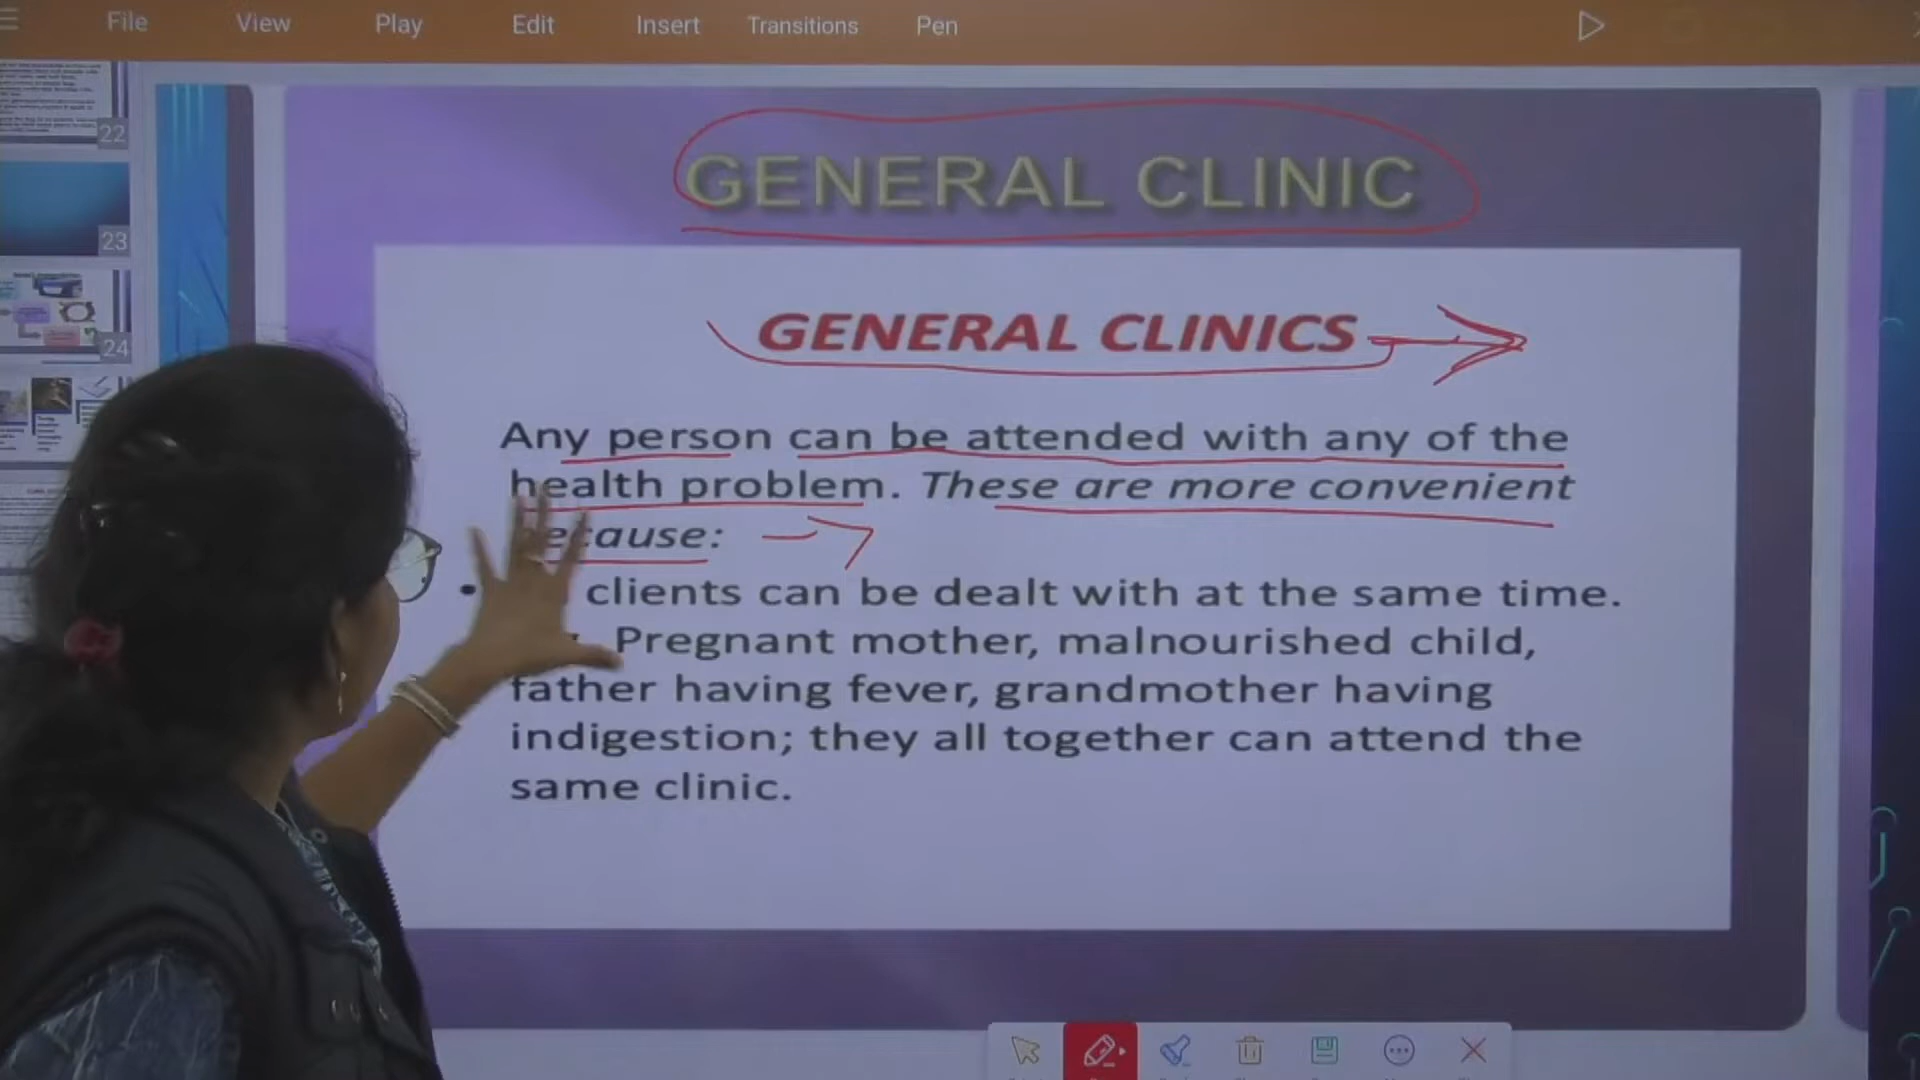 File View Play Edit Insert Transitions Pen
22
23
24
GENERAL CLINIC
GENERAL CLINICS
Any person can be attended with any of the
health problem. These are more convenient
because:
• clients can be dealt with at the same time.
Pregnant mother, malnourished child,
father having fever, grandmother having
indigestion; they all together can attend the
same clinic.